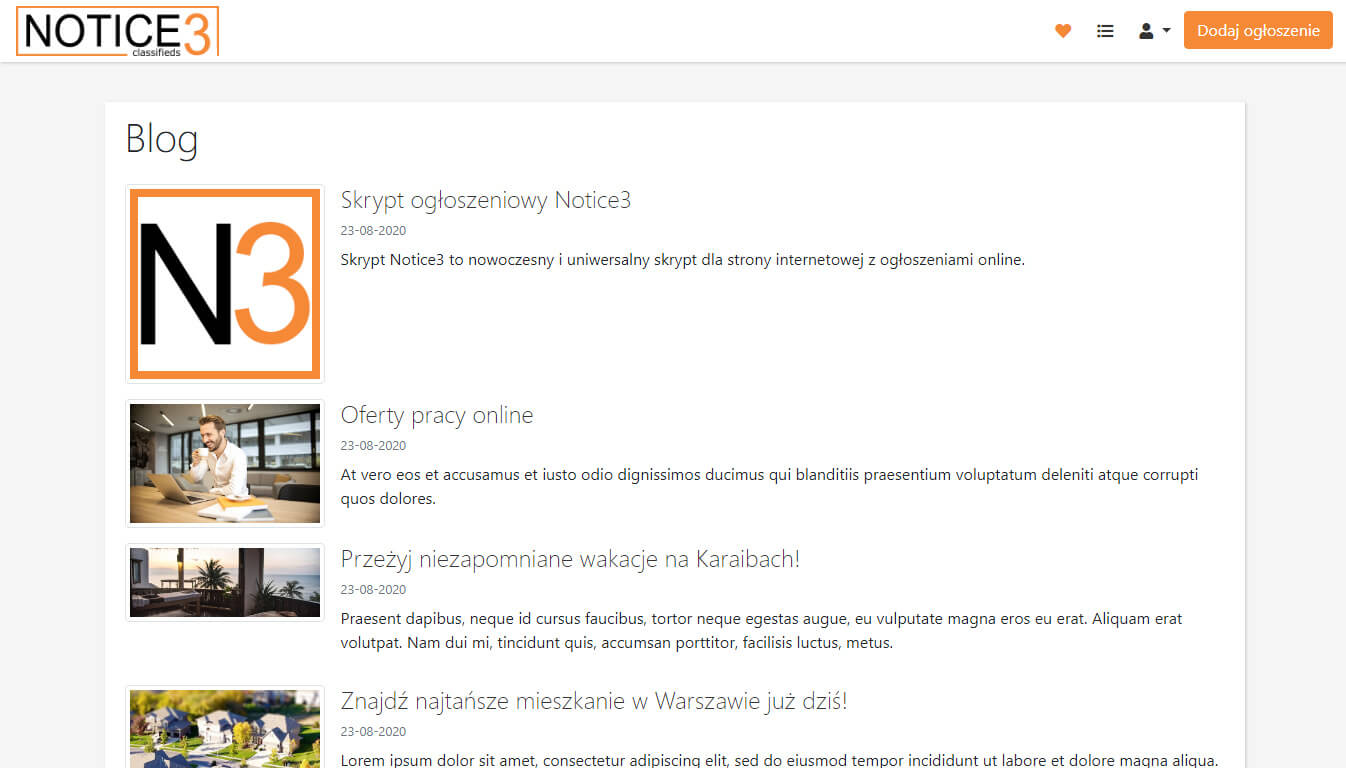 NOTICE3
classifieds
Dodaj ogłoszenie
Blog
N3
Skrypt ogłoszeniowy Notice3
23-08-2020
Skrypt Notice3 to nowoczesny i uniwersalny skrypt dla strony internetowej z ogłoszeniami online.
Oferty pracy online
23-08-2020
At vero eos et accusamus et iusto odio dignissimos ducimus qui blanditiis praesentium voluptatum deleniti atque corrupti
quos dolores.
Przeżyj niezapomniane wakacje na Karaibach!
23-08-2020
Praesent dapibus, neque id cursus faucibus, tortor neque egestas augue, eu vulputate magna eros eu erat. Aliquam erat
volutpat. Nam dui mi, tincidunt quis, accumsan porttitor, facilisis luctus, metus.
Znajdź najtańsze mieszkanie w Warszawie już dziś!
23-08-2020
Lorem ipsum dolor sit amet, consectetur adipiscing elit, sed do eiusmod tempor incididunt ut labore et dolore magna aliqua.